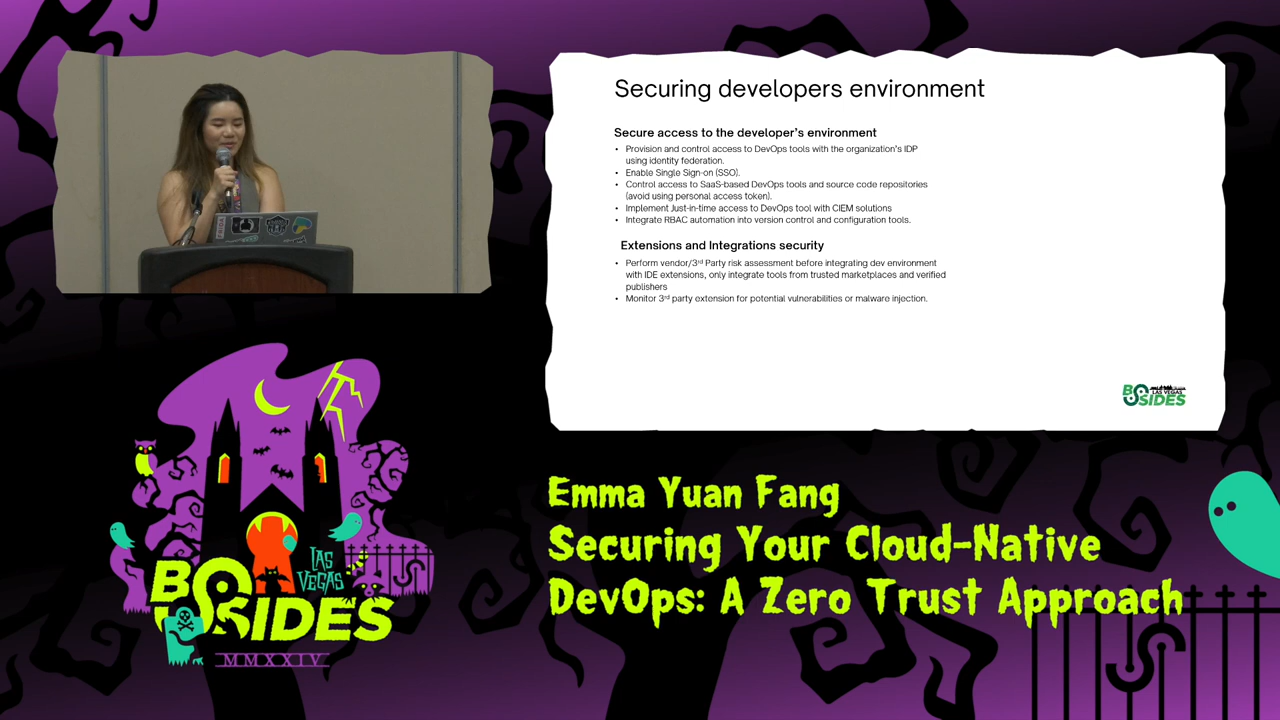 Securing developers environment
Secure access to the developer's environment
• Provision and control access to DevOps tools with the organization's IDP
using identity federation.
• Enable Single Sign-on (SSO).
• Control access to SaaS-based DevOps tools and source code repositories
(avoid using personal access token).
• Implement Just-in-time access to DevOps tool with CIEM solutions
• Integrate RBAC automation into version control and configuration tools.
Extensions and Integrations security
• Perform vendor/3rd Party risk assessment before integrating dev environment
with IDE extensions, only integrate tools from trusted marketplaces and verified
publishers
• Monitor 3rd party extension for potential vulnerabilities or malware injection.
BSIDES
LAS VEGAS
LAS
VEGAS
BSIDES
MMXXIV
Emma Yuan Fang
Securing Your Cloud-Native
DevOps: A Zero Trust Approach